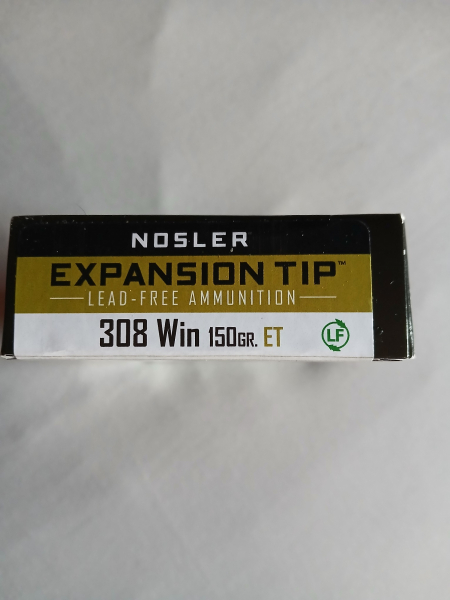 NOSLER
EXPANSION TIP™
LEAD-FREE AMMUNITION
308 Win 150GR. ET
LF